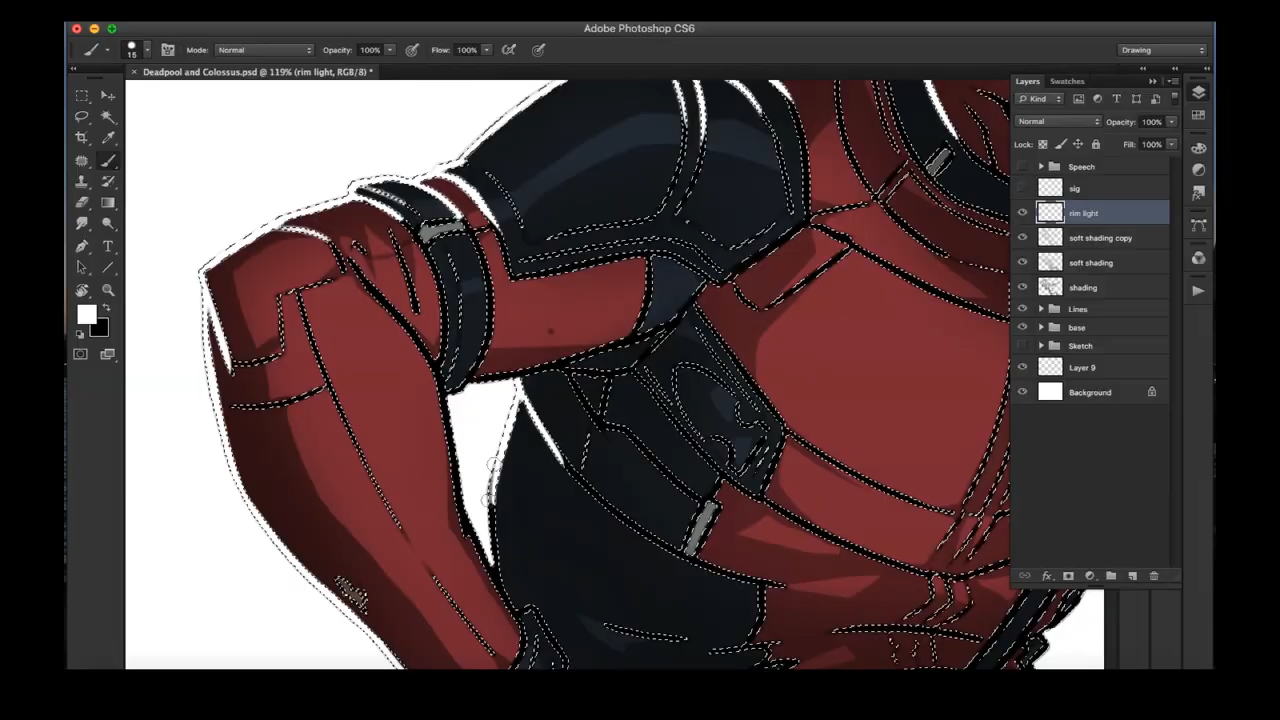 Adobe Photoshop CS6
15 Mode: Normal Opacity: 100% Flow: 100% Drawing
Deadpool and Colossus.psd @ 119% (rim light, RGB/8) *
Layers Swatches
Kind
Normal Opacity: 100%
Lock: Fill: 100%
Speech
sig
rim light
soft shading copy
soft shading
shading
Lines
base
Sketch
Layer 9
Background